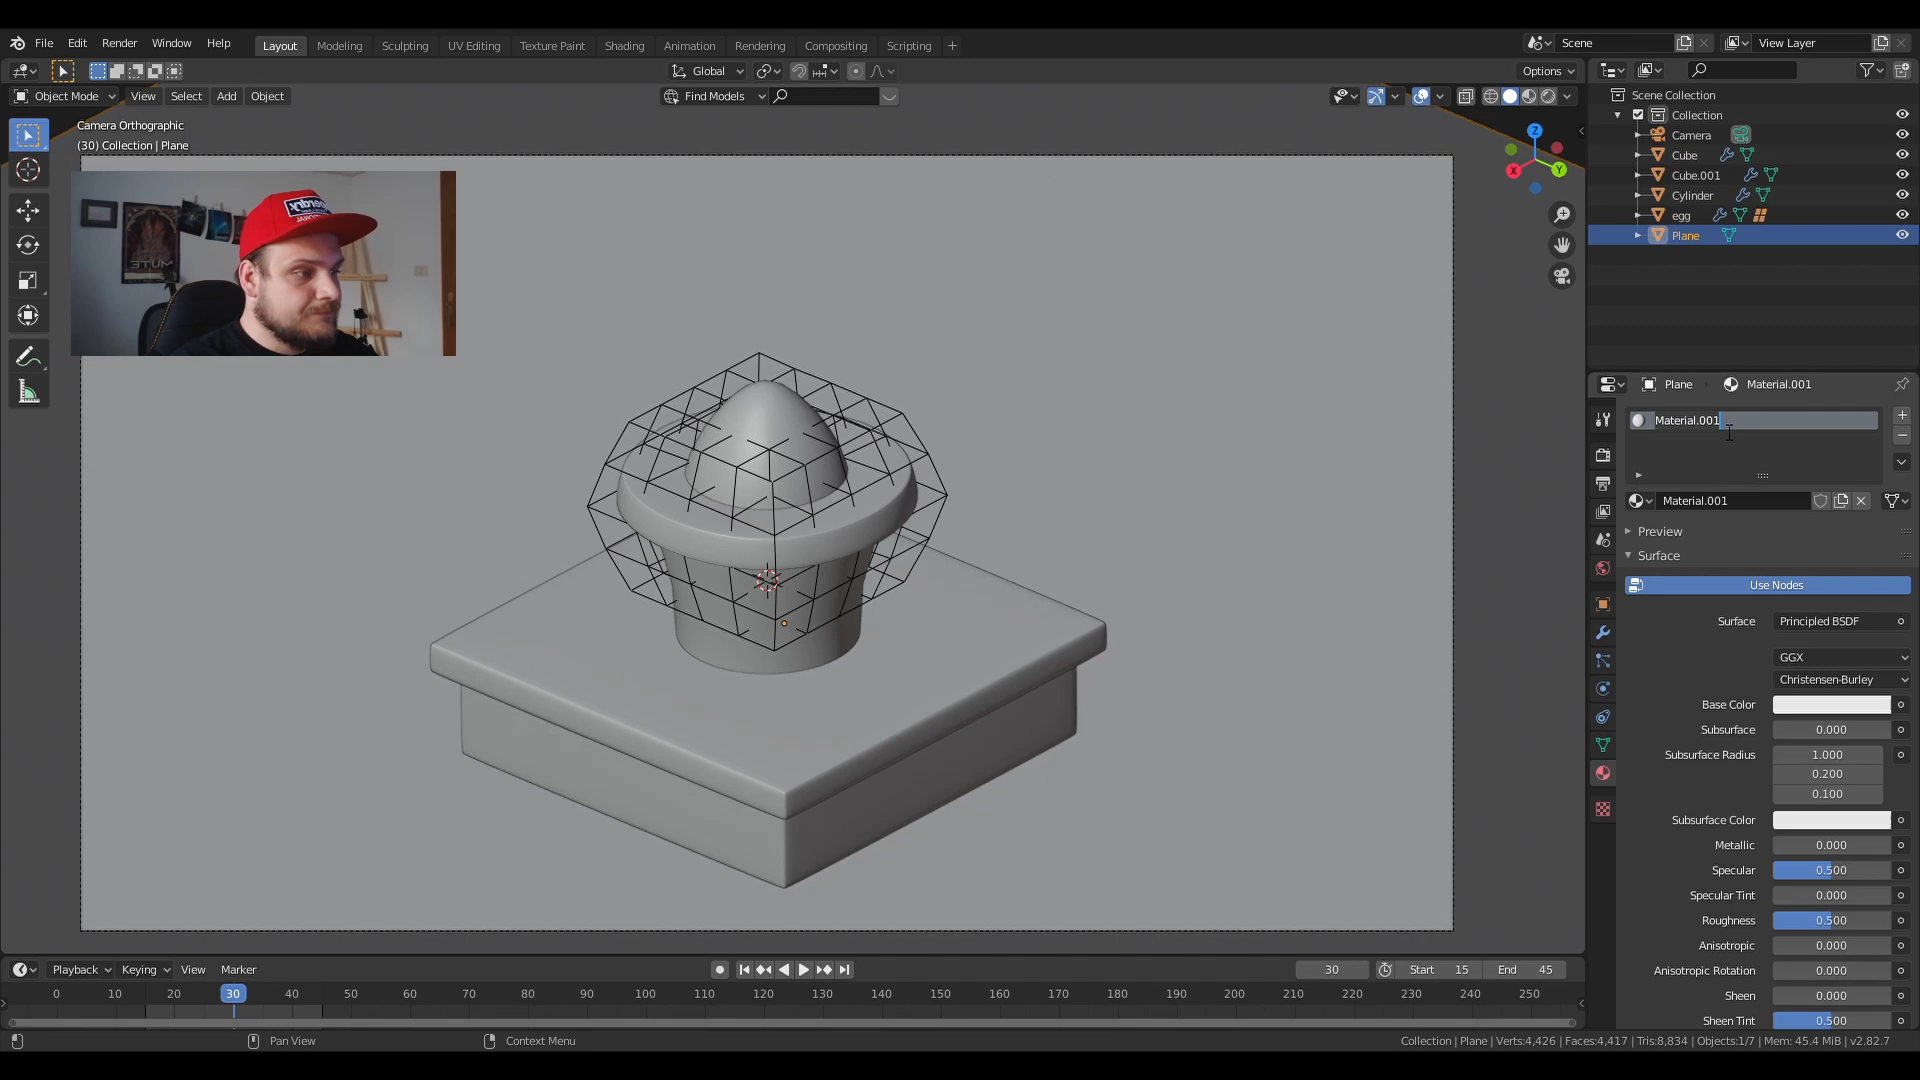 File Edit Render Window Help
Layout Modeling Sculpting UV Editing Texture Paint Shading Animation Rendering Compositing Scripting +
Scene
View Layer
Global
Options
Object Mode View Select Add Object
Find Models
Camera Orthographic
(30) Collection | Plane
MUTE
Z
X
Y
Scene Collection
Collection
Camera
Cube
Cube.001
Cylinder
egg
Plane
Plane Material.001
Material.001
Material.001
Preview
Surface
Use Nodes
Surface Principled BSDF
GGX
Christensen-Burley
Base Color
Subsurface 0.000
Subsurface Radius 1.000
0.200
0.100
Subsurface Color
Metallic 0.000
Specular 0.500
Specular Tint 0.000
Roughness 0.500
Anisotropic 0.000
Anisotropic Rotation 0.000
Sheen 0.000
Sheen Tint 0.500
Playback Keying View Marker
30 Start 15 End 45
0 10 20 30 40 50 60 70 80 90 100 110 120 130 140 150 160 170 180 190 200 210 220 230 240 250
Pan View
Context Menu
Collection | Plane | Verts:4,426 | Faces:4,417 | Tris:8,834 | Objects:1/7 | Mem: 45.4 MiB | v2.82.7